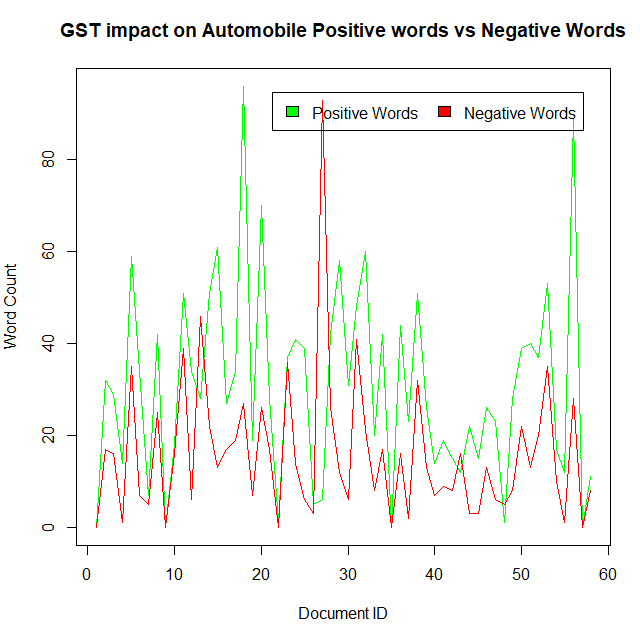 GST impact on Automobile Positive words vs Negative Words
Positive Words Negative Words
80
60
40
20
0
Word Count
0 10 20 30 40 50 60
Document ID